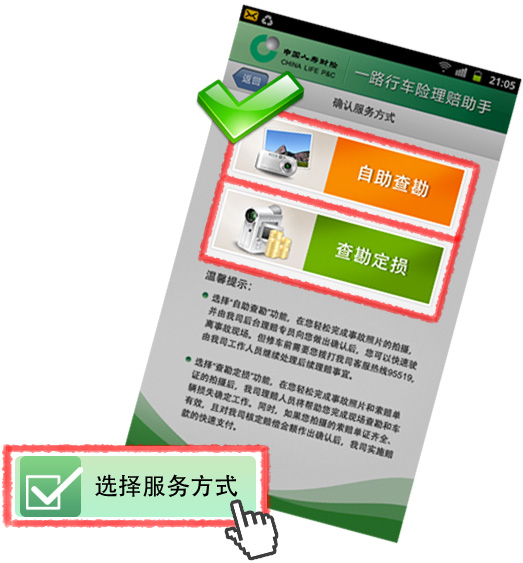 21:05
中国人寿财险
CHINA LIFE P&C
一路行车险理赔助手
返回
确认服务方式
自助查勘
查勘定损
温馨提示：
选择“自助查勘”功能，在您轻松完成事故照片的拍摄，
并由我司后台理赔专员向您做出确认后，您可以快速驶
离事故现场。但修车前需要您拨打我司客服热线95519，
由我司工作人员继续处理后续理赔事宜。
选择“查勘定损”功能，在您轻松完成事故照片和索赔单
证的拍摄后，我司理赔人员将帮助您完成现场查勘和车
辆损失确定工作。同时，如果您拍摄的索赔单证齐全、
有效，且对我司核定赔偿金额作出确认后，我司实施赔
款的快速支付。
选择服务方式